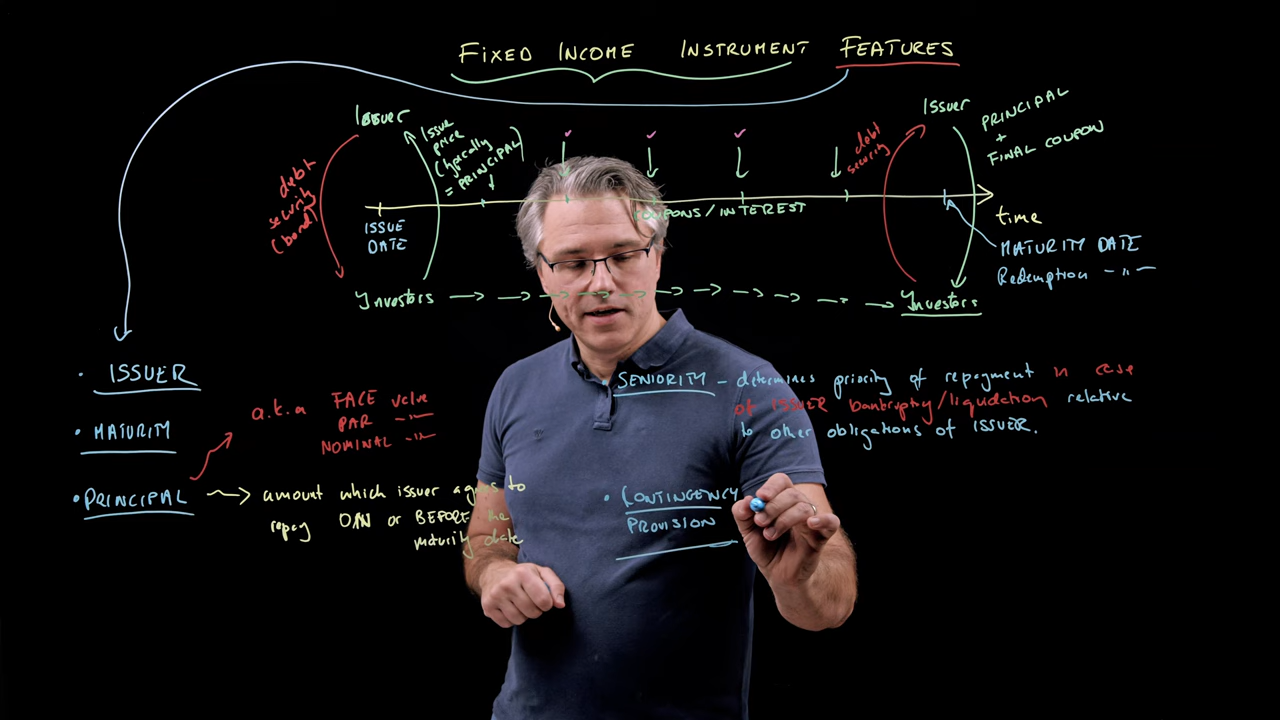 FIXED INCOME INSTRUMENT FEATURES
Issuer
Issue
price
(typically
= PRINCIPAL)
debt
security
(bond)
ISSUE
DATE
Investors
COUPONS/INTEREST
debt
security
Issuer
PRINCIPAL
+
FINAL COUPON
time
MATURITY DATE
Redemption -"-
Investors
• ISSUER
• MATURITY
• PRINCIPAL
a.k.a FACE value
PAR -"-
NOMINAL -"-
amount which issuer agrees to
repay ON or BEFORE the
maturity date
SENIORITY - determines priority of repayment in case
of ISSUER bankruptcy/liquidation relative
to other obligations of ISSUER.
• CONTINGENCY
PROVISION